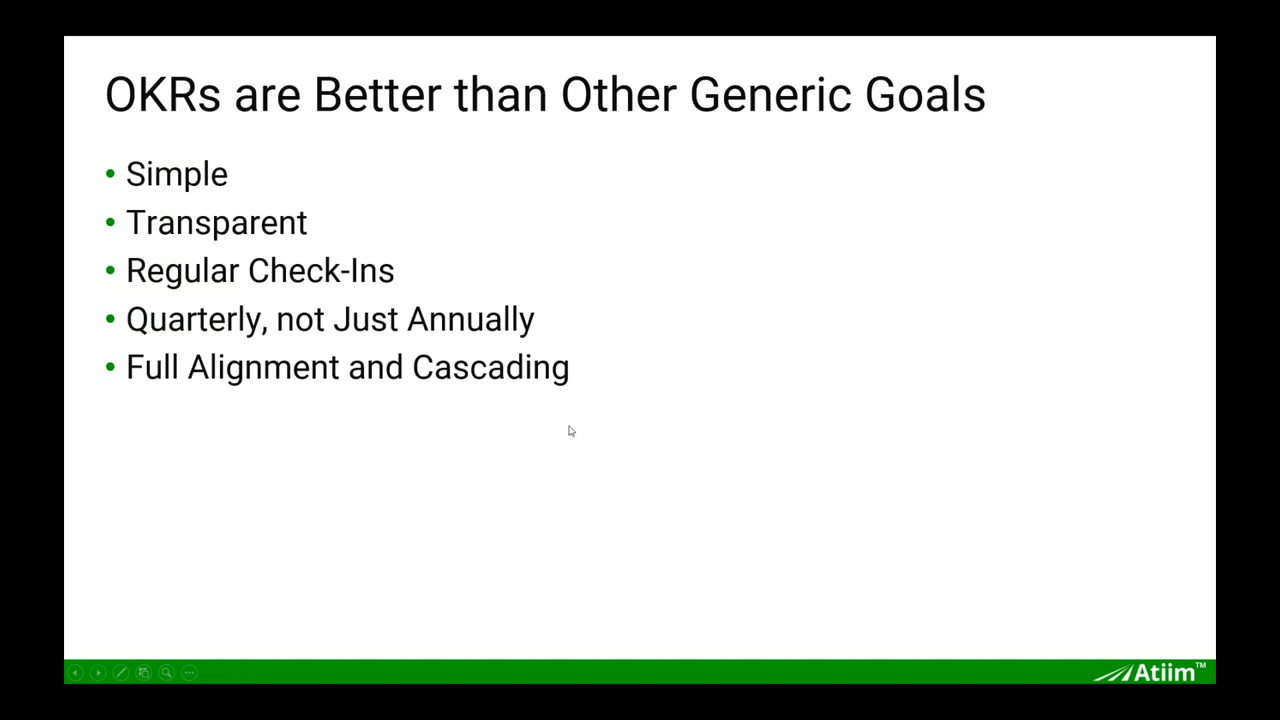 OKRs are Better than Other Generic Goals
• Simple
• Transparent
• Regular Check-Ins
• Quarterly, not Just Annually
• Full Alignment and Cascading
Atiim™